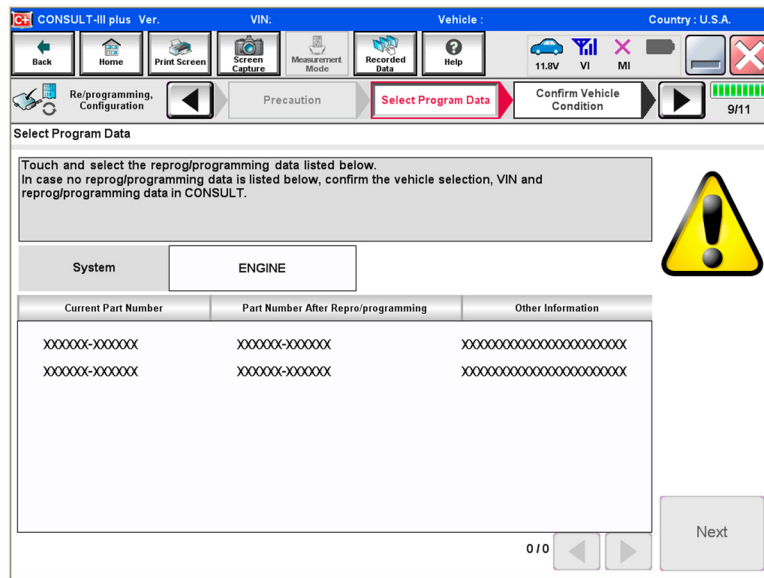 C+ CONSULT-III plus Ver. VIN: Vehicle : Country : U.S.A.
Back
Home
Print Screen
Screen
Capture
Measurement
Mode
Recorded
Data
Help
11.8V VI MI
Re/programming,
Configuration
Precaution
Select Program Data
Confirm Vehicle
Condition
9/11
Select Program Data
Touch and select the reprog/programming data listed below.
In case no reprog/programming data is listed below, confirm the vehicle selection, VIN and
reprog/programming data in CONSULT.
System ENGINE
Current Part Number Part Number After Repro/programming Other Information
XXXXXX-XXXXXX XXXXXX-XXXXXX XXXXXXXXXXXXXXXXXXXXXXX
XXXXXX-XXXXXX XXXXXX-XXXXXX XXXXXXXXXXXXXXXXXXXXXXX
Next
0/0